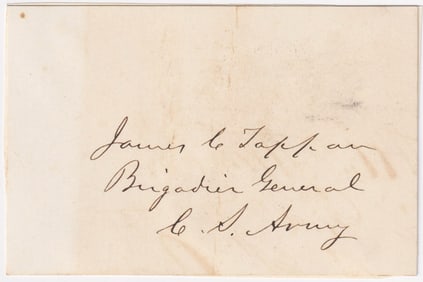 James C Tappan
Brigadier General
C. S. Army